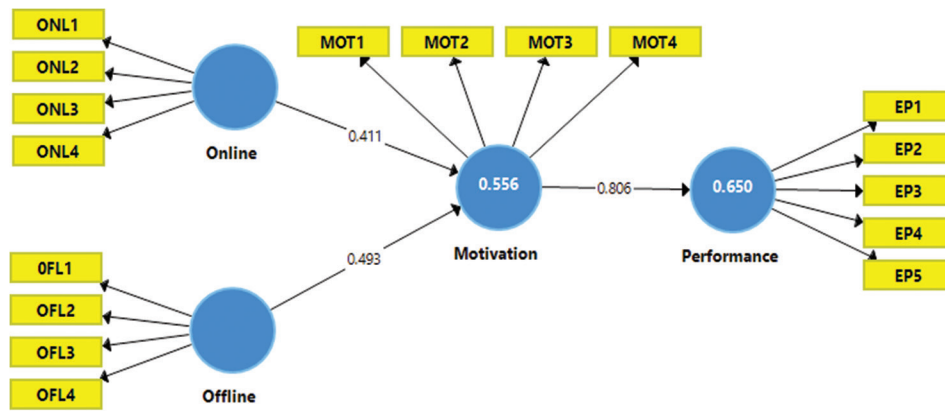 ONL1
ONL2
ONL3
ONL4
Online
MOT1
MOT2
MOT3
MOT4
0.411
0.556
Motivation
0.806
0.650
Performance
EP1
EP2
EP3
EP4
EP5
0.493
0FL1
OFL2
OFL3
OFL4
Offline